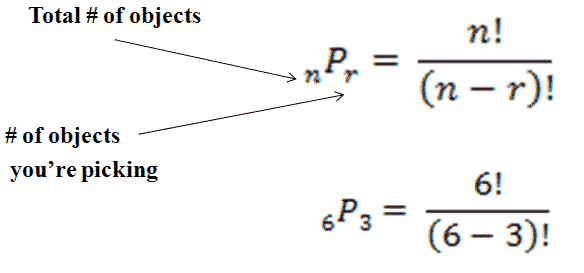 Total # of objects
ₙPᵣ = n! / (n − r)!
# of objects
you’re picking
₆P₃ = 6! / (6 − 3)!